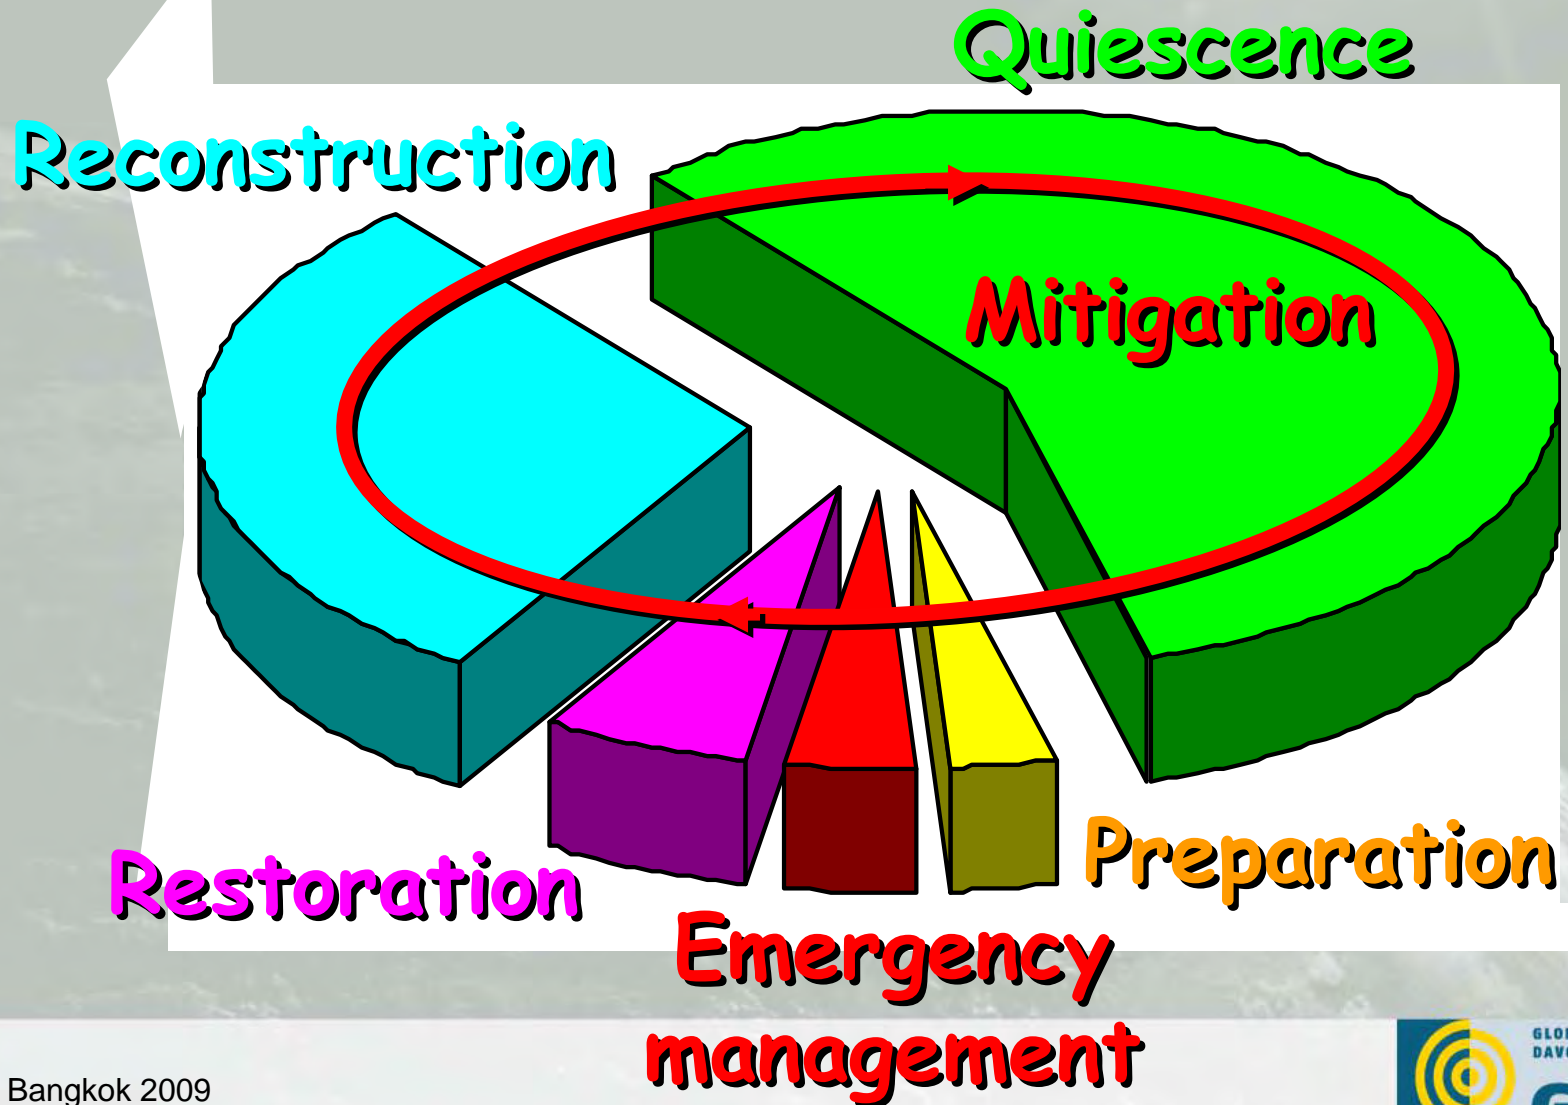 Quiescence
Reconstruction
Mitigation
Preparation
Restoration
Emergency
management
Bangkok 2009